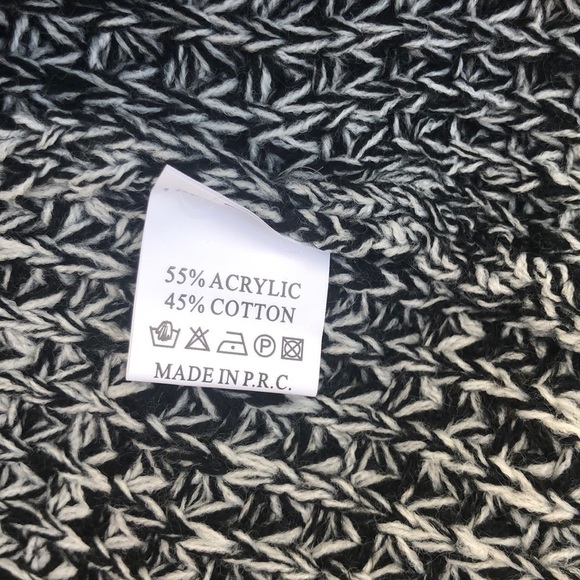 55% ACRYLIC
45% COTTON
P
MADE IN P.R.C.